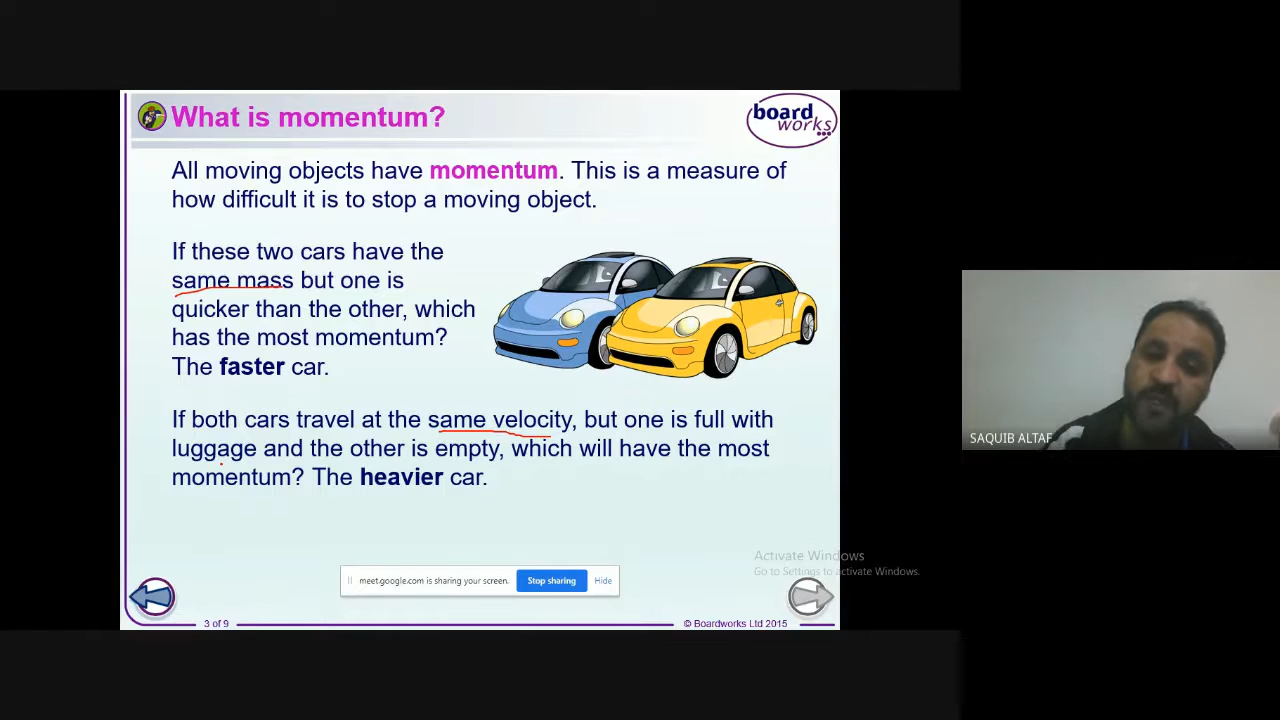 What is momentum?
board
works
All moving objects have momentum. This is a measure of
how difficult it is to stop a moving object.
If these two cars have the
same mass but one is
quicker than the other, which
has the most momentum?
The faster car.
If both cars travel at the same velocity, but one is full with
luggage and the other is empty, which will have the most
momentum? The heavier car.
SAQUIB ALTAF
Activate Windows
Go to Settings to activate Windows.
meet.google.com is sharing your screen.
Stop sharing
Hide
3 of 9
© Boardworks Ltd 2015